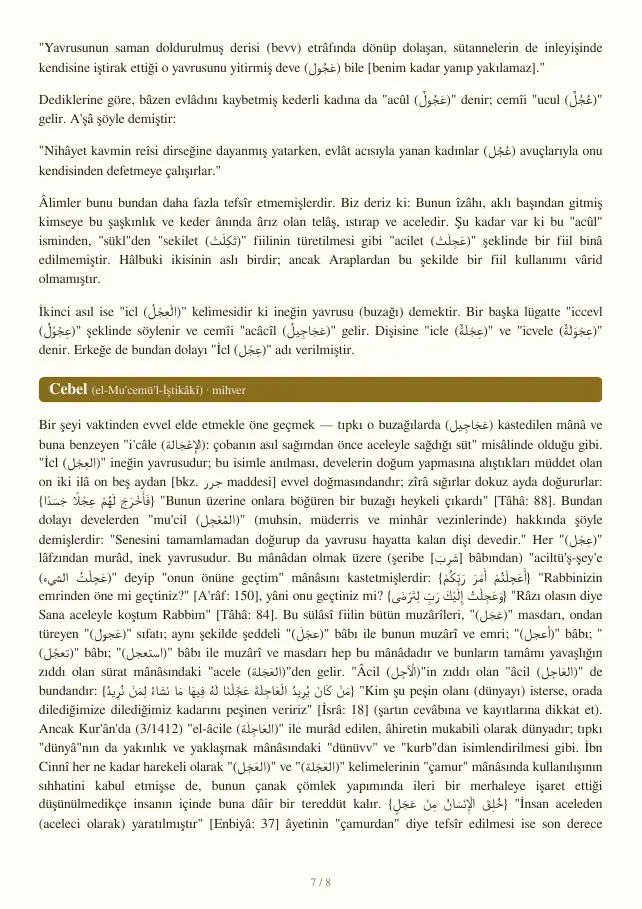 "Yavrusunun saman doldurulmuş derisi (bevv) etrâfında dönüp dolaşan, sütannelerin de inleyişinde
kendisine iştirak ettiği o yavrusunu yitirmiş deve (عَجُول) bile [benim kadar yanıp yakılamaz]."
Dediklerine göre, bâzen evlâdını kaybetmiş kederli kadına da "acûl (عَجُولٌ)" denir; cemîi "ucul (عُجُلٌ)"
gelir. A'şâ şöyle demiştir:
"Nihâyet kavmin reîsi dirseğine dayanmış yatarken, evlât acısıyla yanan kadınlar (عُجُل) avuçlarıyla onu
kendisinden defetmeye çalışırlar."
Âlimler bunu bundan daha fazla tefsîr etmemişlerdir. Biz deriz ki: Bunun îzâhı, aklı başından gitmiş
kimseye bu şaşkınlık ve keder ânında ârız olan telâş, ıstırap ve aceledir. Şu kadar var ki bu "acûl"
isminden, "sükl"den "sekilet (ثَكِلَتْ)" fiilinin türetilmesi gibi "acilet (عَجِلَتْ)" şeklinde bir fiil binâ
edilmemiştir. Hâlbuki ikisinin aslı birdir; ancak Araplardan bu şekilde bir fiil kullanımı vârid
olmamıştır.
İkinci asıl ise "icl (الْعِجْلُ)" kelimesidir ki ineğin yavrusu (buzağı) demektir. Bir başka lügatte "iccevl
(عِجَّوْلٌ)" şeklinde söylenir ve cemîi "acâcîl (عَجَاجِيلُ)" gelir. Dişisine "icle (عِجْلَةٌ)" ve "icvele (عِجْوَلَةٌ)"
denir. Erkeğe de bundan dolayı "İcl (عِجْل)" adı verilmiştir.
Cebel (el-Mu'cemü'l-İştikâkî) · mihver
Bir şeyi vaktinden evvel elde etmekle öne geçmek — tıpkı o buzağılarda (عَجَاجِيل) kastedilen mânâ ve
buna benzeyen "i'câle (الإعْجَالة): çobanın asıl sağımdan önce aceleyle sağdığı süt" misâlinde olduğu gibi.
"İcl (العِجْل)" ineğin yavrusudur; bu isimle anılması, develerin doğum yapmasına alıştıkları müddet olan
on iki ilâ on beş aydan [bkz. جرر maddesi] evvel doğmasındandır; zîrâ sığırlar dokuz ayda doğururlar:
{فَأَخْرَجَ لَهُمْ عِجْلًا جَسَدًا} "Bunun üzerine onlara böğüren bir buzağı heykeli çıkardı" [Tâhâ: 88]. Bundan
dolayı develerden "mu'cil (المُعْجِل)" (muhsin, müderris ve minhâr vezinlerinde) hakkında şöyle
demişlerdir: "Senesini tamamlamadan doğurup da yavrusu hayatta kalan dişi devedir." Her "(عِجْل)"
lâfzından murâd, inek yavrusudur. Bu mânâdan olmak üzere (şeribe [شَرِبَ] bâbından) "aciltü'ş-şey'e
(عَجِلْتُ الشيء)" deyip "onun önüne geçtim" mânâsını kastetmişlerdir: {أَعَجِلْتُمْ أَمْرَ رَبِّكُمْ} "Rabbinizin
emrinden öne mi geçtiniz?" [A'râf: 150], yâni onu geçtiniz mi? {وَعَجِلْتُ إِلَيْكَ رَبِّ لِتَرْضَى} "Râzı olasın diye
Sana aceleyle koştum Rabbim" [Tâhâ: 84]. Bu sülâsî fiilin bütün muzârîleri, "(عَجَل)" masdarı, ondan
türeyen "(عَجول)" sıfatı; aynı şekilde şeddeli "(عجّل)" bâbı ile bunun muzârî ve emri; "(أعجل)" bâbı; "
(تعجّل)" bâbı; "(استعجل)" bâbı ile muzârî ve masdarı hep bu mânâdadır ve bunların tamâmı yavaşlığın
zıddı olan sürat mânâsındaki "acele (العَجَلة)"den gelir. "Âcil (الْآجِل)"in zıddı olan "âcil (العَاجِل)" de
bundandır: {مَنْ كَانَ يُرِيدُ الْعَاجِلَةَ عَجَّلْنَا لَهُ فِيهَا مَا نَشَاءُ لِمَنْ نُرِيدُ} "Kim şu peşin olanı (dünyayı) isterse, orada
dilediğimize dilediğimiz kadarını peşinen veririz" [İsrâ: 18] (şartın cevâbına ve kayıtlarına dikkat et).
Ancak Kur'ân'da (3/1412) "el-âcile (العَاجِلَة)" ile murâd edilen, âhiretin mukabili olarak dünyadır; tıpkı
"dünyâ"nın da yakınlık ve yaklaşmak mânâsındaki "dünüvv" ve "kurb"dan isimlendirilmesi gibi. İbn
Cinnî her ne kadar harekeli olarak "(العَجَل)" ve "(العَجَلة)" kelimelerinin "çamur" mânâsında kullanılışının
sıhhatini kabul etmişse de, bunun çanak çömlek yapımında ileri bir merhaleye işaret ettiği
düşünülmedikçe insanın içinde buna dâir bir tereddüt kalır. {خُلِقَ الْإِنْسَانُ مِنْ عَجَلٍ} "İnsan aceleden
(aceleci olarak) yaratılmıştır" [Enbiyâ: 37] âyetinin "çamurdan" diye tefsîr edilmesi ise son derece
7 / 8